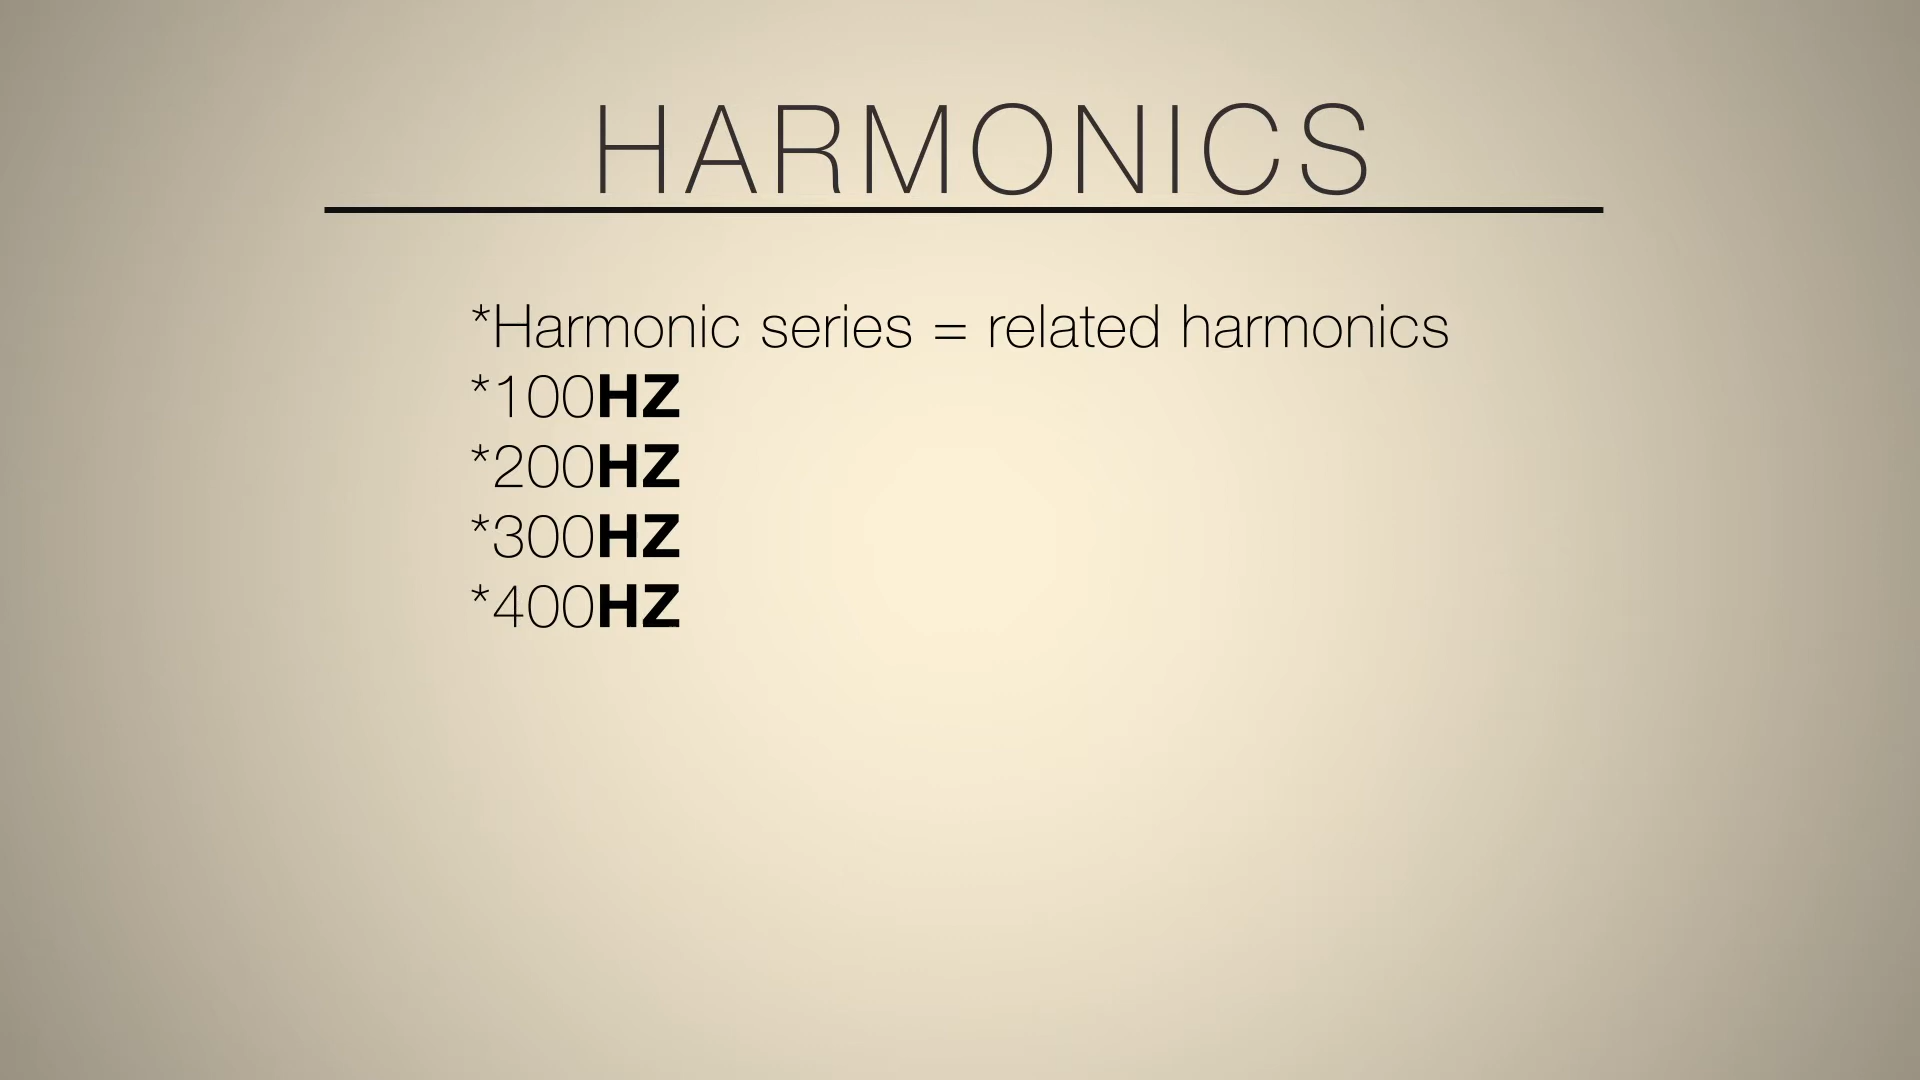 HARMONICS
*Harmonic series = related harmonics
*100HZ
*200HZ
*300HZ
*400HZ